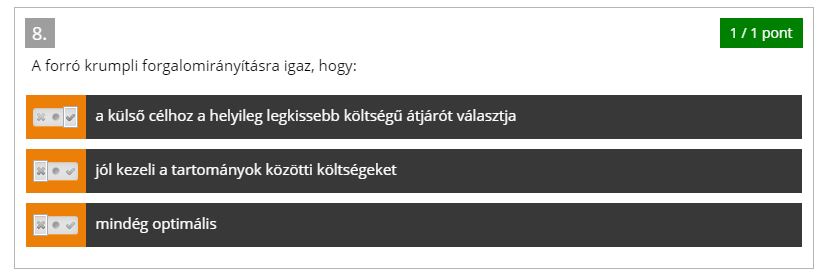 8.
1 / 1 pont
A forró krumpli forgalomirányításra igaz, hogy:
a külső célhoz a helyileg legkissebb költségű átjárót választja
jól kezeli a tartományok közötti költségeket
mindég optimális